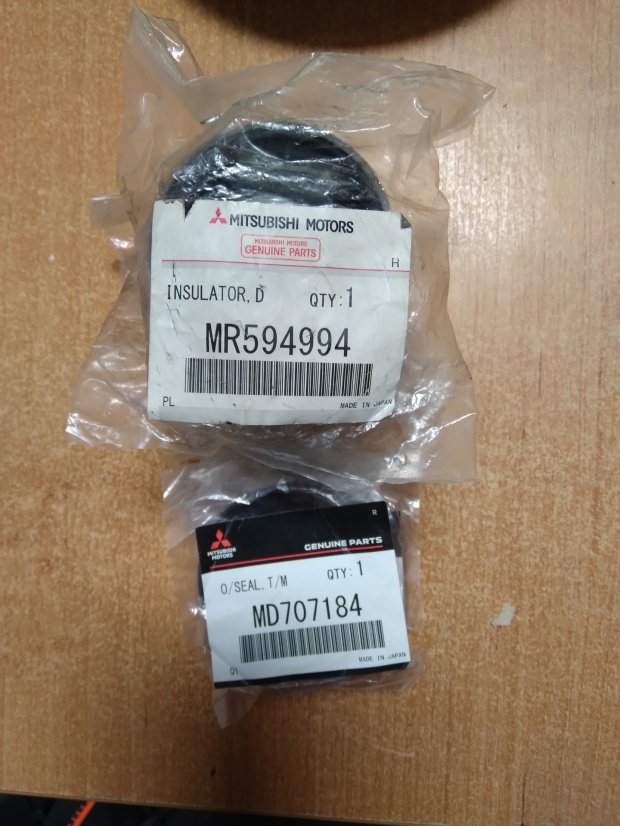 MITSUBISHI MOTORS
MITSUBISHI MOTORS
GENUINE PARTS
R
INSULATOR, D QTY:1
MR594994
PL MADE IN JAPAN
R
MITSUBISHI
MOTORS
GENUINE PARTS
O/SEAL, T/M QTY:1
MD707184
MADE IN JAPAN